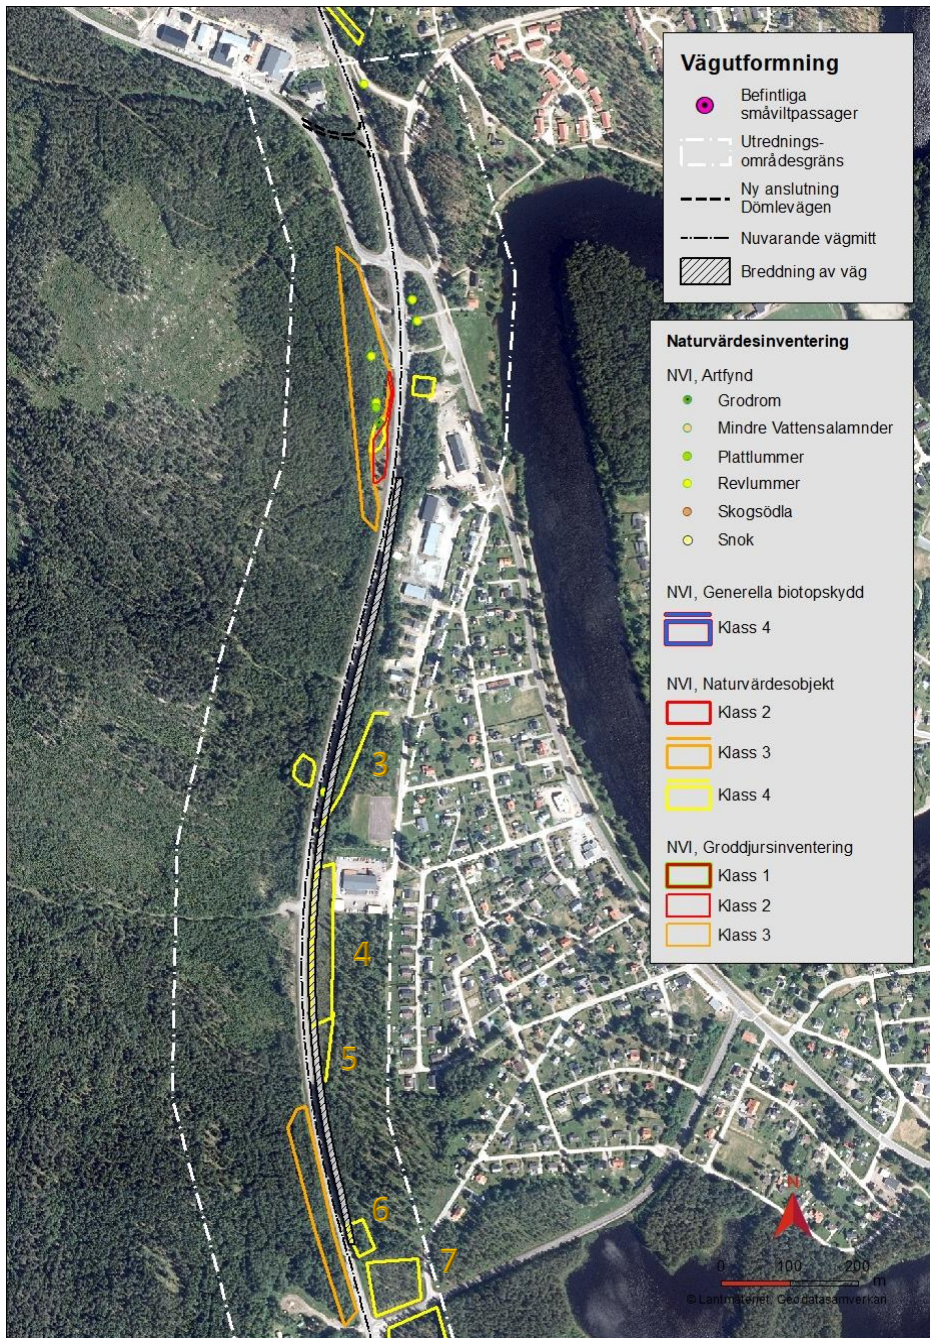 Vägutformning
Befintliga
småviltpassager
Utrednings-
områdesgräns
Ny anslutning
Dömlevägen
Nuvarande vägmitt
Breddning av väg
Naturvärdesinventering
NVI, Artfynd
Grodrom
Mindre Vattensalamnder
Plattlummer
Revlummer
Skogsödla
Snok
NVI, Generella biotopskydd
Klass 4
NVI, Naturvärdesobjekt
Klass 2
Klass 3
Klass 4
NVI, Groddjursinventering
Klass 1
Klass 2
Klass 3
3
4
5
6
7
N
0 100 200
m
© Lantmäteriet, Geodatasamverkan